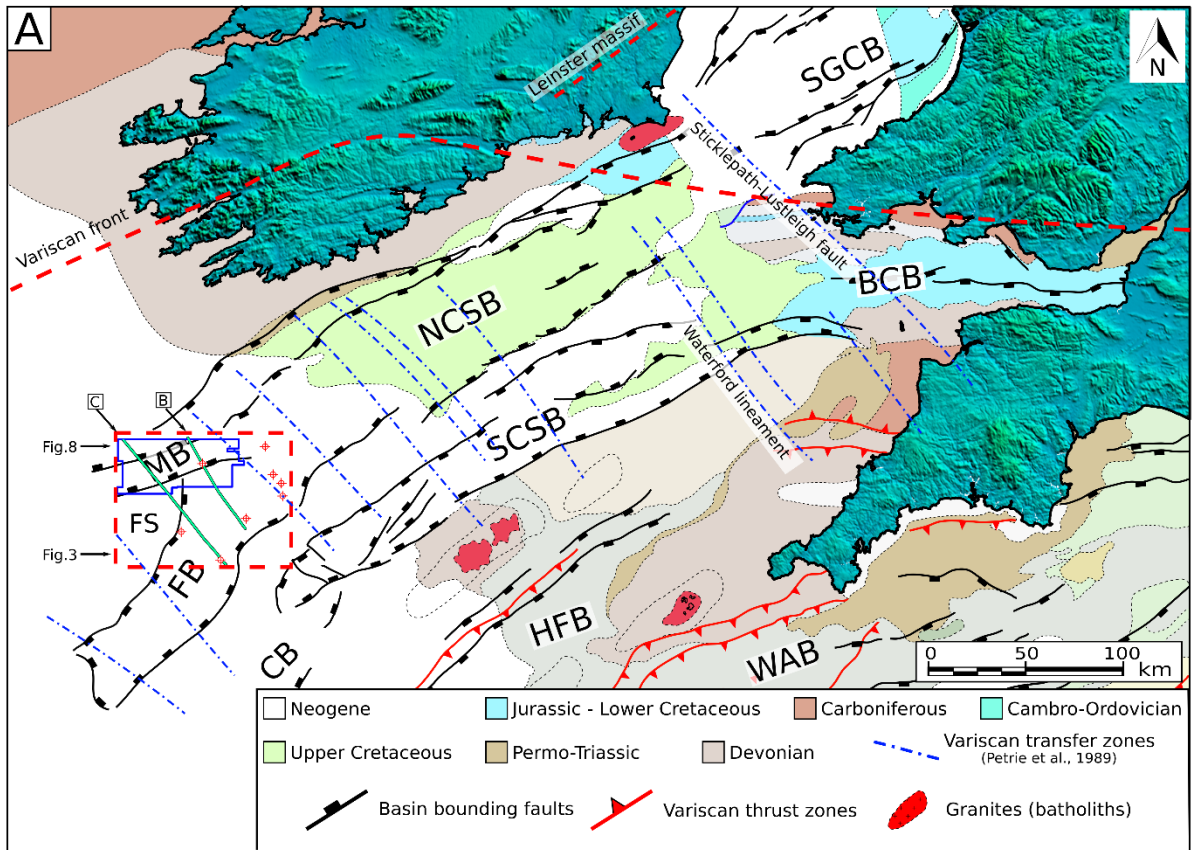 A
N
Leinster massif
SGCB
Sticklepath-Lustleigh fault
Variscan front
BCB
NCSB
Waterford lineament
SCSB
C
B
Fig.8
MB
FS
Fig.3
FB
CB
HFB
WAB
0 50 100
km
Neogene
Jurassic - Lower Cretaceous
Carboniferous
Cambro-Ordovician
Upper Cretaceous
Permo-Triassic
Devonian
Variscan transfer zones
(Petrie et al., 1989)
Basin bounding faults
Variscan thrust zones
Granites (batholiths)